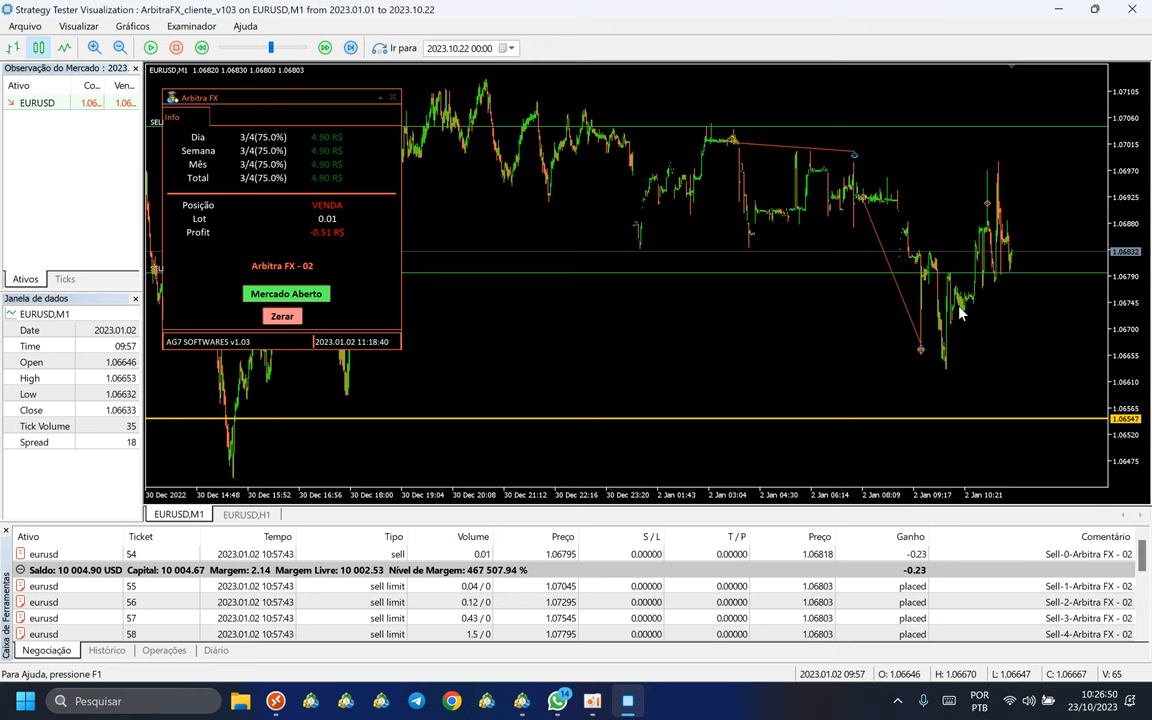 Strategy Tester Visualization : ArbitraFX_cliente_v103 on EURUSD,M1 from 2023.01.01 to 2023.10.22
Arquivo Visualizar Gráficos Examinador Ajuda
Ir para 2023.10.22 00:00
Observação do Mercado : 2023.
Ativo Co... Ven...
EURUSD 1.06... 1.06...
Ativos Ticks
Janela de dados
EURUSD,M1
Date 2023.01.02
Time 09:57
Open 1.06646
High 1.06653
Low 1.06632
Close 1.06633
Tick Volume 35
Spread 18
EURUSD,M1 1.06820 1.06830 1.06803 1.06803
Arbitra FX
Info
Dia 3/4(75.0%) 4.90 R$
Semana 3/4(75.0%) 4.90 R$
Mês 3/4(75.0%) 4.90 R$
Total 3/4(75.0%) 4.90 R$
Posição VENDA
Lot 0.01
Profit -0.51 R$
Arbitra FX - 02
Mercado Aberto
Zerar
AG7 SOFTWARES v1.03 2023.01.02 11:18:40
SEL
SEL
1.07105
1.07060
1.07015
1.06970
1.06925
1.06880
1.06832
1.06790
1.06745
1.06700
1.06655
1.06610
1.06565
1.06547
1.06520
1.06475
30 Dec 2022 30 Dec 14:48 30 Dec 15:52 30 Dec 16:56 30 Dec 18:00 30 Dec 19:04 30 Dec 20:08 30 Dec 21:12 30 Dec 22:16 30 Dec 23:20 2 Jan 01:43 2 Jan 03:04 2 Jan 04:30 2 Jan 06:14 2 Jan 08:09 2 Jan 09:17 2 Jan 10:21
EURUSD,M1 EURUSD,H1
Caixa de Ferramentas
Ativo Ticket Tempo Tipo Volume Preço S / L T / P Preço Ganho Comentário
eurusd 54 2023.01.02 10:57:43 sell 0.01 1.06795 0.00000 0.00000 1.06818 -0.23 Sell-0-Arbitra FX - 02
Saldo: 10 004.90 USD Capital: 10 004.67 Margem: 2.14 Margem Livre: 10 002.53 Nível de Margem: 467 507.94 % -0.23
eurusd 55 2023.01.02 10:57:43 sell limit 0.04 / 0 1.07045 0.00000 0.00000 1.06803 placed Sell-1-Arbitra FX - 02
eurusd 56 2023.01.02 10:57:43 sell limit 0.12 / 0 1.07295 0.00000 0.00000 1.06803 placed Sell-2-Arbitra FX - 02
eurusd 57 2023.01.02 10:57:43 sell limit 0.43 / 0 1.07545 0.00000 0.00000 1.06803 placed Sell-3-Arbitra FX - 02
eurusd 58 2023.01.02 10:57:43 sell limit 1.5 / 0 1.07795 0.00000 0.00000 1.06803 placed Sell-4-Arbitra FX - 02
Negociação Histórico Operações Diário
Para Ajuda, pressione F1 2023.01.02 09:57 O: 1.06646 H: 1.06670 L: 1.06647 C: 1.06667 V: 65
Pesquisar 14 POR PTB 10:26:50 23/10/2023